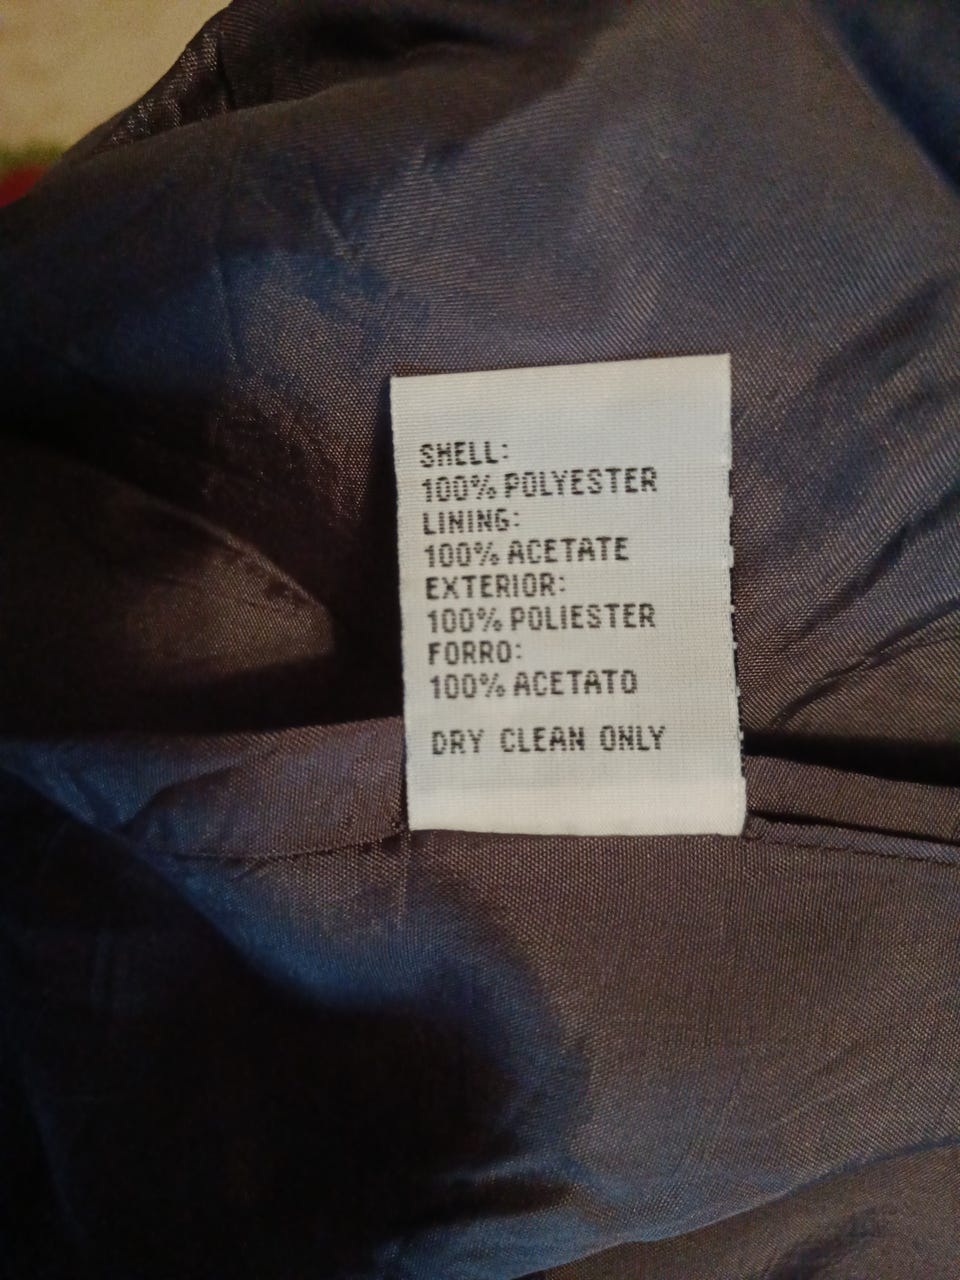 SHELL:
100% POLYESTER
LINING:
100% ACETATE
EXTERIOR:
100% POLIESTER
FORRO:
100% ACETATO
DRY CLEAN ONLY